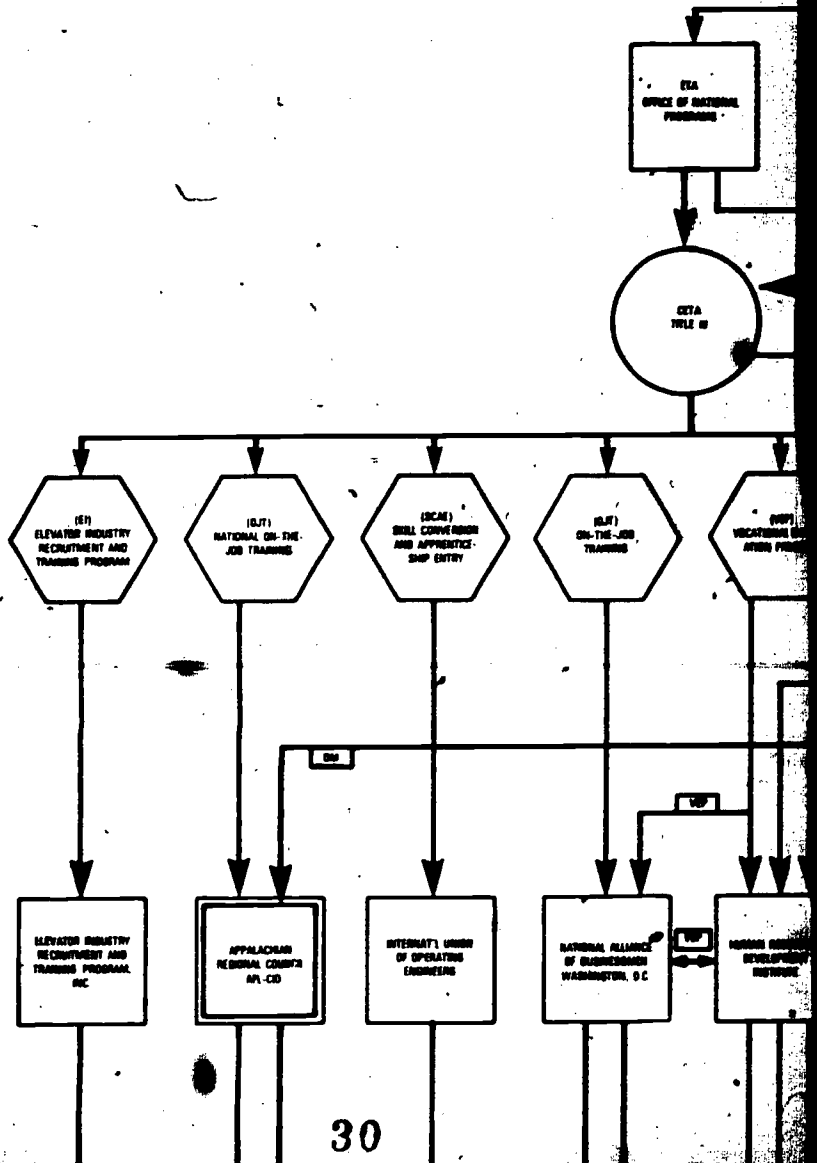 ETA
OFFICE OF NATIONAL
PROGRAMS
CETA
TITLE III
(EI)
ELEVATOR INDUSTRY
RECRUITMENT AND
TRAINING PROGRAM
(OJT)
NATIONAL ON-THE-
JOB TRAINING
(SCAE)
SKILL CONVERSION
AND APPRENTICE-
SHIP ENTRY
(OJT)
ON-THE-JOB
TRAINING
(VEP)
VOCATIONAL
VEP
ELEVATOR INDUSTRY
RECRUITMENT AND
TRAINING PROGRAM,
INC
APPALACHIAN
REGIONAL COUNCIL
AFL-CIO
INTERNAT'L UNION
OF OPERATING
ENGINEERS
NATIONAL ALLIANCE
OF BUSINESSMEN
WASHINGTON, D.C
VEP
HUMAN
DEVELOPMENT
INSTITUTE
30